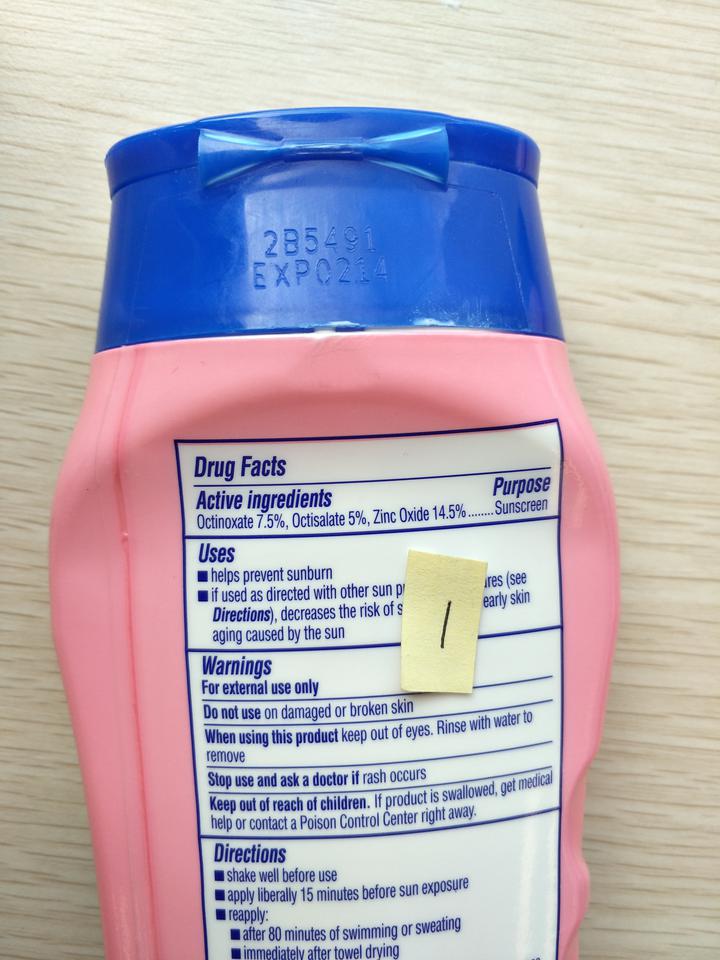 2B5491
EXP0214
Drug Facts
Active ingredients Purpose
Octinoxate 7.5%, Octisalate 5%, Zinc Oxide 14.5%........Sunscreen
Uses
■ helps prevent sunburn
■ if used as directed with other sun (see
Directions), decreases the risk of early skin
aging caused by the sun
1
Warnings
For external use only
Do not use on damaged or broken skin
When using this product keep out of eyes. Rinse with water to
remove
Stop use and ask a doctor if rash occurs
Keep out of reach of children. If product is swallowed, get medical
help or contact a Poison Control Center right away.
Directions
■ shake well before use
■ apply liberally 15 minutes before sun exposure
■ reapply:
■ after 80 minutes of swimming or sweating
■ immediately after towel drying